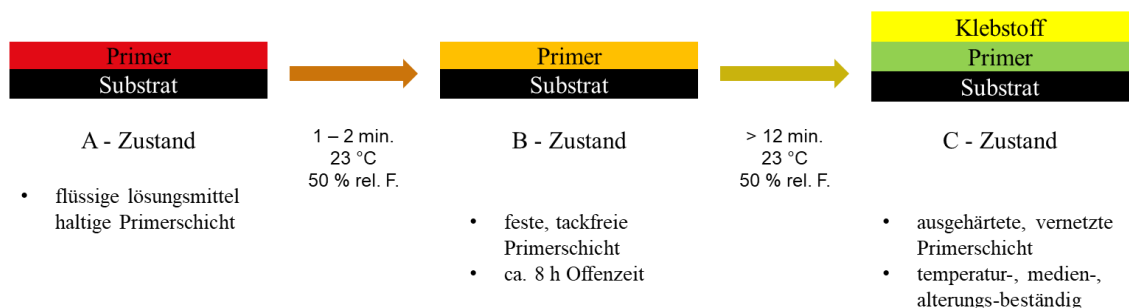 Primer
Substrat
A - Zustand
• flüssige lösungsmittel
haltige Primerschicht
1 – 2 min.
23 °C
50 % rel. F.
Primer
Substrat
B - Zustand
• feste, tackfreie
Primerschicht
• ca. 8 h Offenzeit
> 12 min.
23 °C
50 % rel. F.
Klebstoff
Primer
Substrat
C - Zustand
• ausgehärtete, vernetzte
Primerschicht
• temperatur-, medien-,
alterungs-beständig